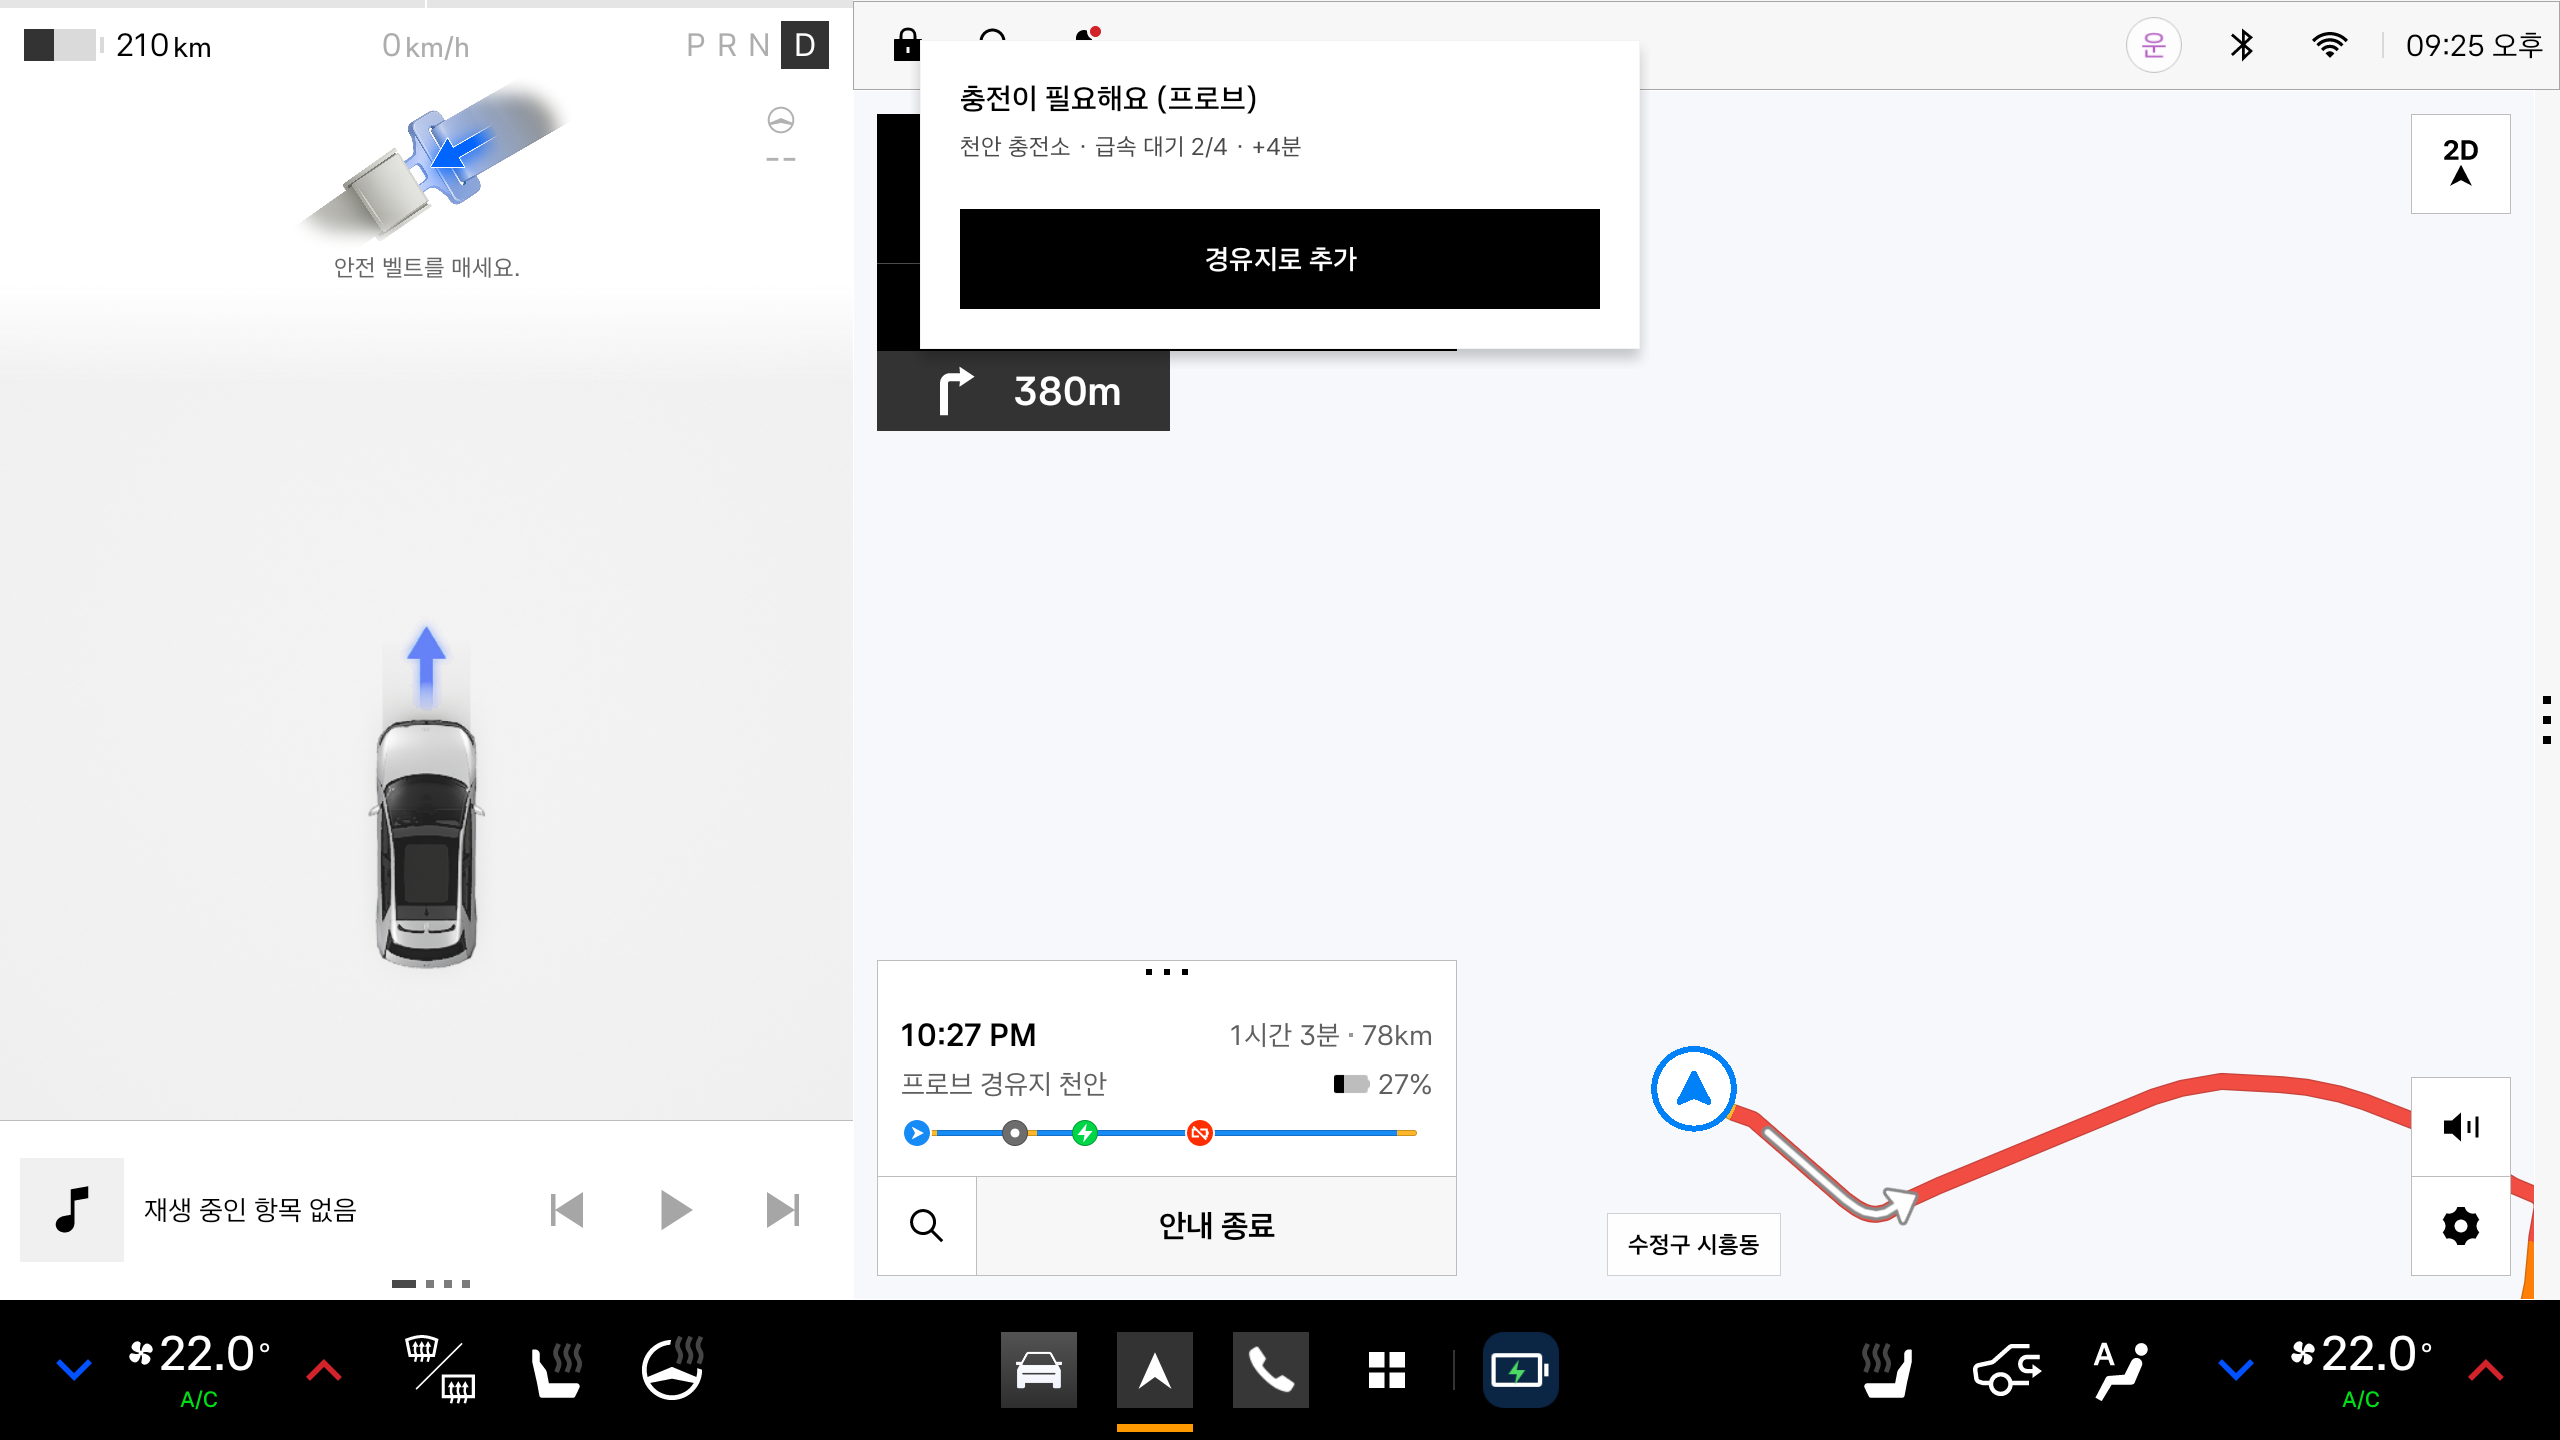 210 km
0 km/h
P R N D
안전 벨트를 매세요.
재생 중인 항목 없음
운
09:25 오후
충전이 필요해요 (프로브)
천안 충전소 · 급속 대기 2/4 · +4분
경유지로 추가
380m
2D
10:27 PM
1시간 3분 · 78km
프로브 경유지 천안
27%
안내 종료
수정구 시흥동
22.0°
A/C
A
22.0°
A/C